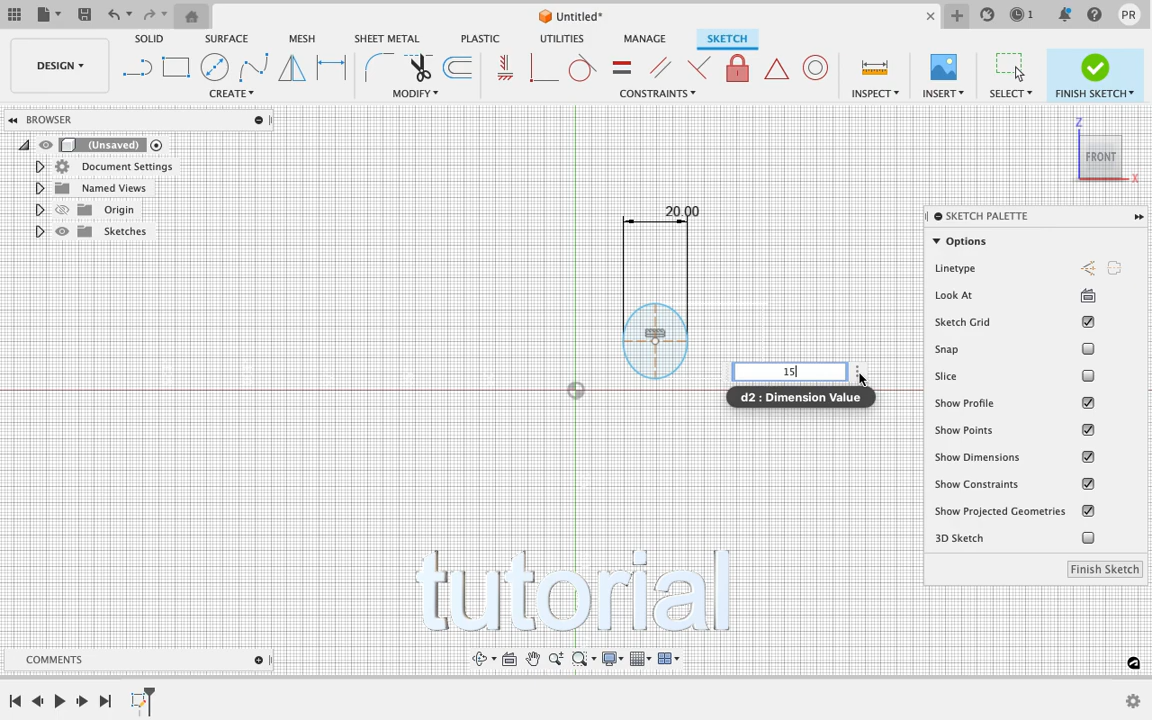 Untitled*
1
PR
DESIGN
SOLID
SURFACE
MESH
SHEET METAL
PLASTIC
UTILITIES
MANAGE
SKETCH
CREATE
MODIFY
CONSTRAINTS
INSPECT
INSERT
SELECT
FINISH SKETCH
BROWSER
(Unsaved)
Document Settings
Named Views
Origin
Sketches
Z
FRONT
X
20.00
15
d2 : Dimension Value
SKETCH PALETTE
Options
Linetype
Look At
Sketch Grid
Snap
Slice
Show Profile
Show Points
Show Dimensions
Show Constraints
Show Projected Geometries
3D Sketch
Finish Sketch
tutorial
COMMENTS